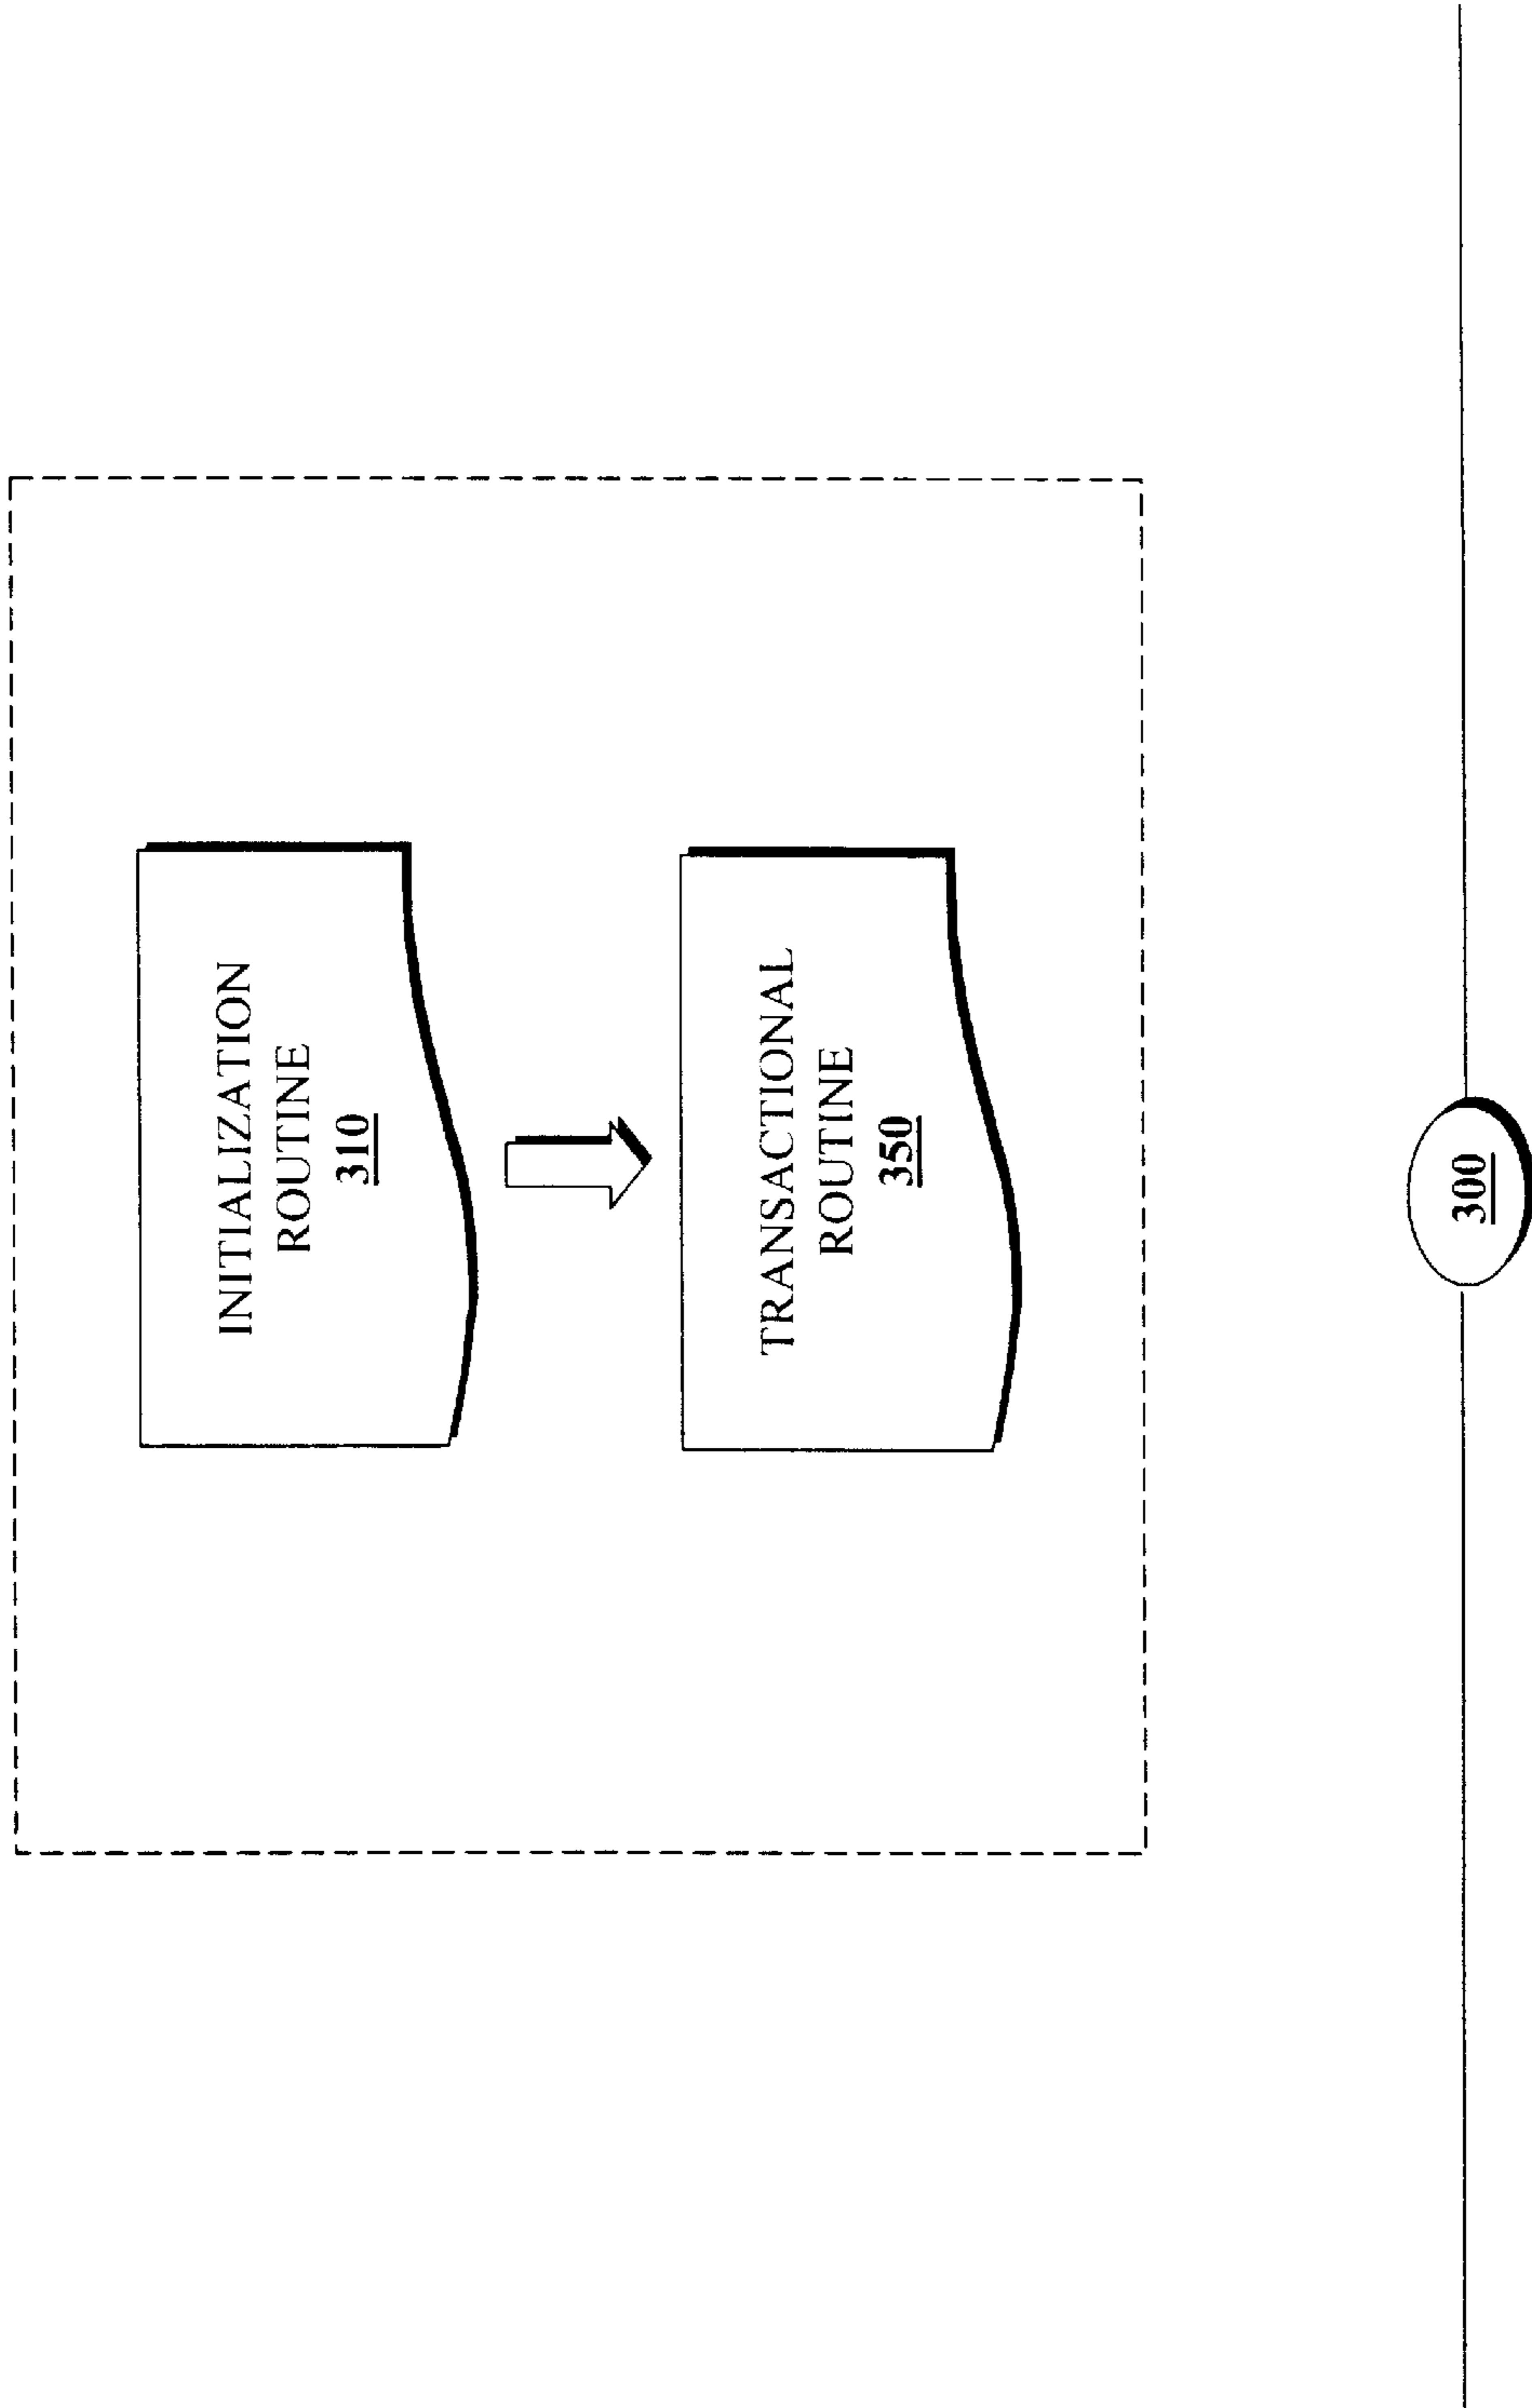 INITIALIZATION
ROUTINE
310
TRANSACTIONAL
ROUTINE
350
300